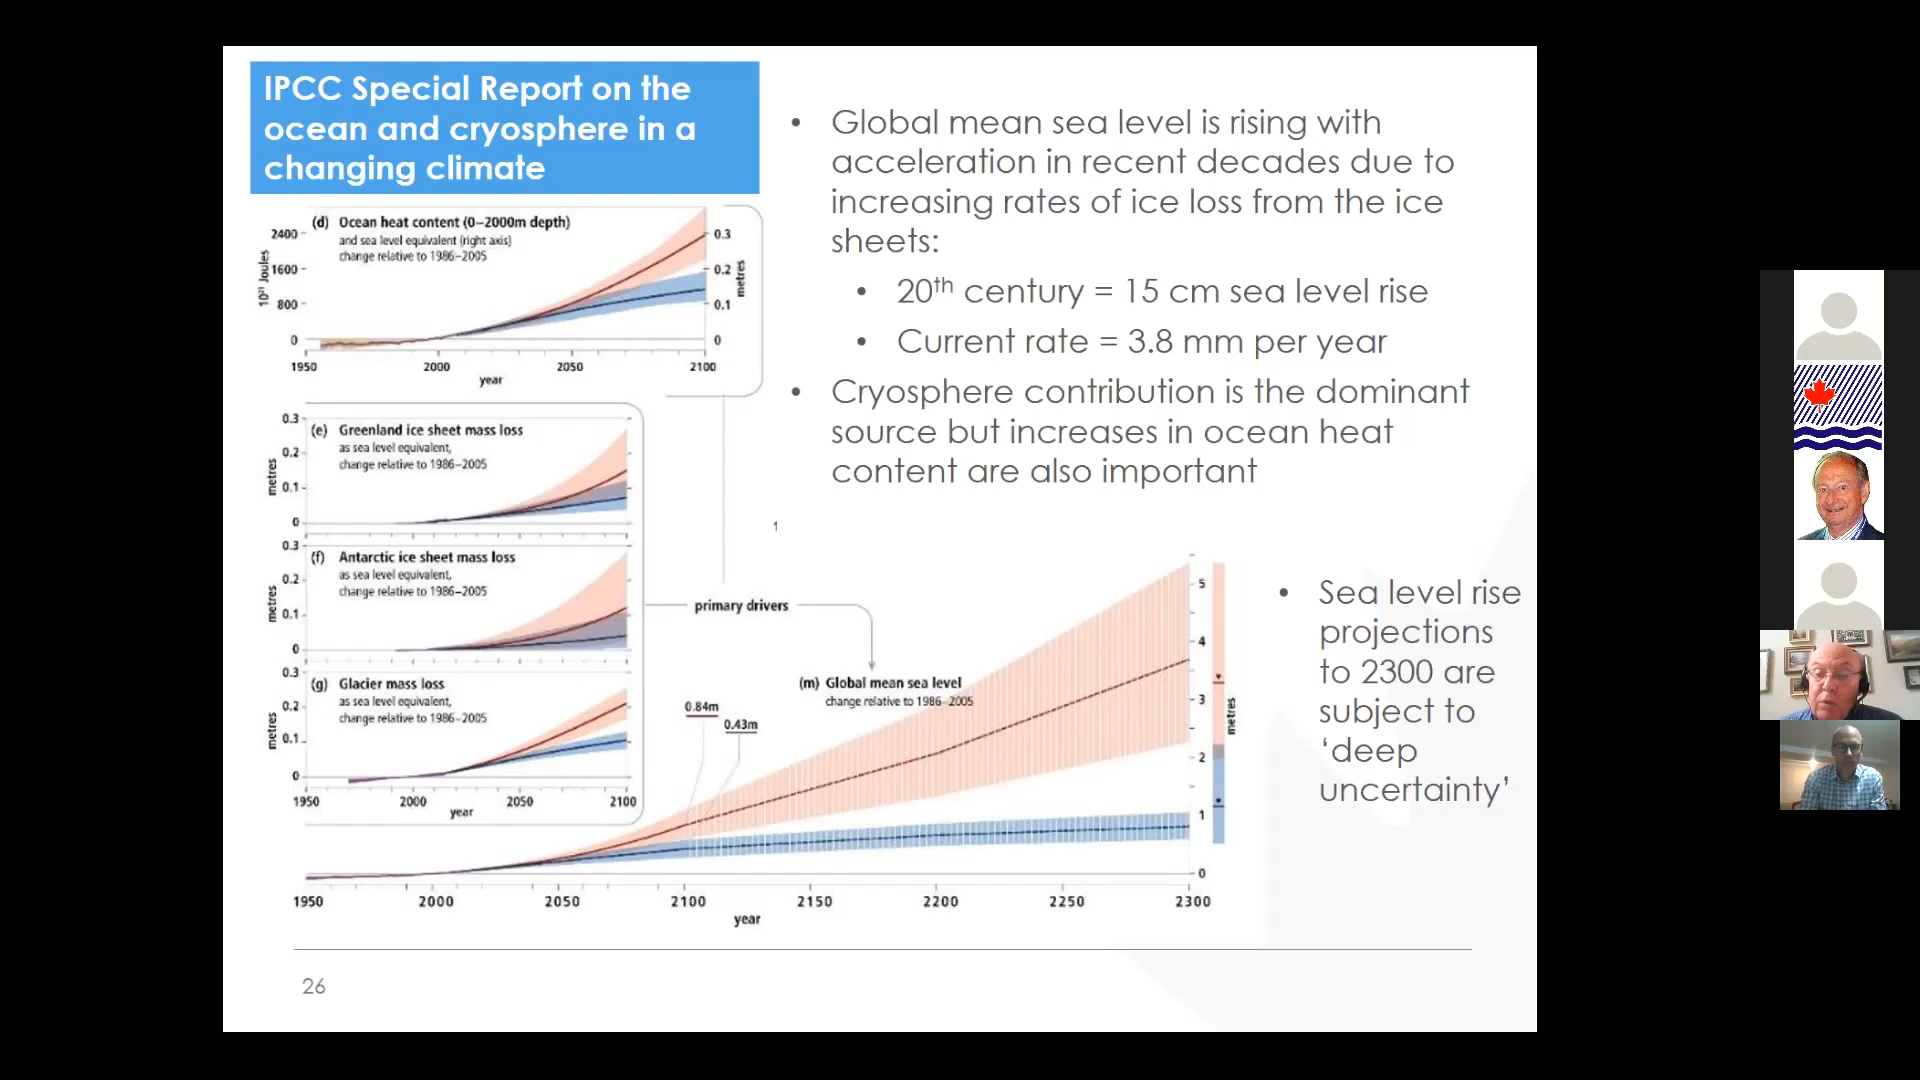 IPCC Special Report on the
ocean and cryosphere in a
changing climate
• Global mean sea level is rising with
acceleration in recent decades due to
increasing rates of ice loss from the ice
sheets:
• 20th century = 15 cm sea level rise
• Current rate = 3.8 mm per year
• Cryosphere contribution is the dominant
source but increases in ocean heat
content are also important
(d) Ocean heat content (0–2000m depth)
and sea level equivalent (right axis)
change relative to 1986–2005
10²¹ Joules
2400
1600
800
0
0.3
0.2
0.1
0
metres
1950 2000 2050 2100
year
(e) Greenland ice sheet mass loss
as sea level equivalent,
change relative to 1986–2005
metres
0.3
0.2
0.1
0
(f) Antarctic ice sheet mass loss
as sea level equivalent,
change relative to 1986–2005
metres
0.3
0.2
0.1
0
(g) Glacier mass loss
as sea level equivalent,
change relative to 1986–2005
metres
0.3
0.2
0.1
0
1950 2000 2050 2100
year
primary drivers
(m) Global mean sea level
change relative to 1986–2005
0.84m
0.43m
5
4
3
2
1
0
metres
1950 2000 2050 2100 2150 2200 2250 2300
year
• Sea level rise
projections
to 2300 are
subject to
‘deep
uncertainty’
26